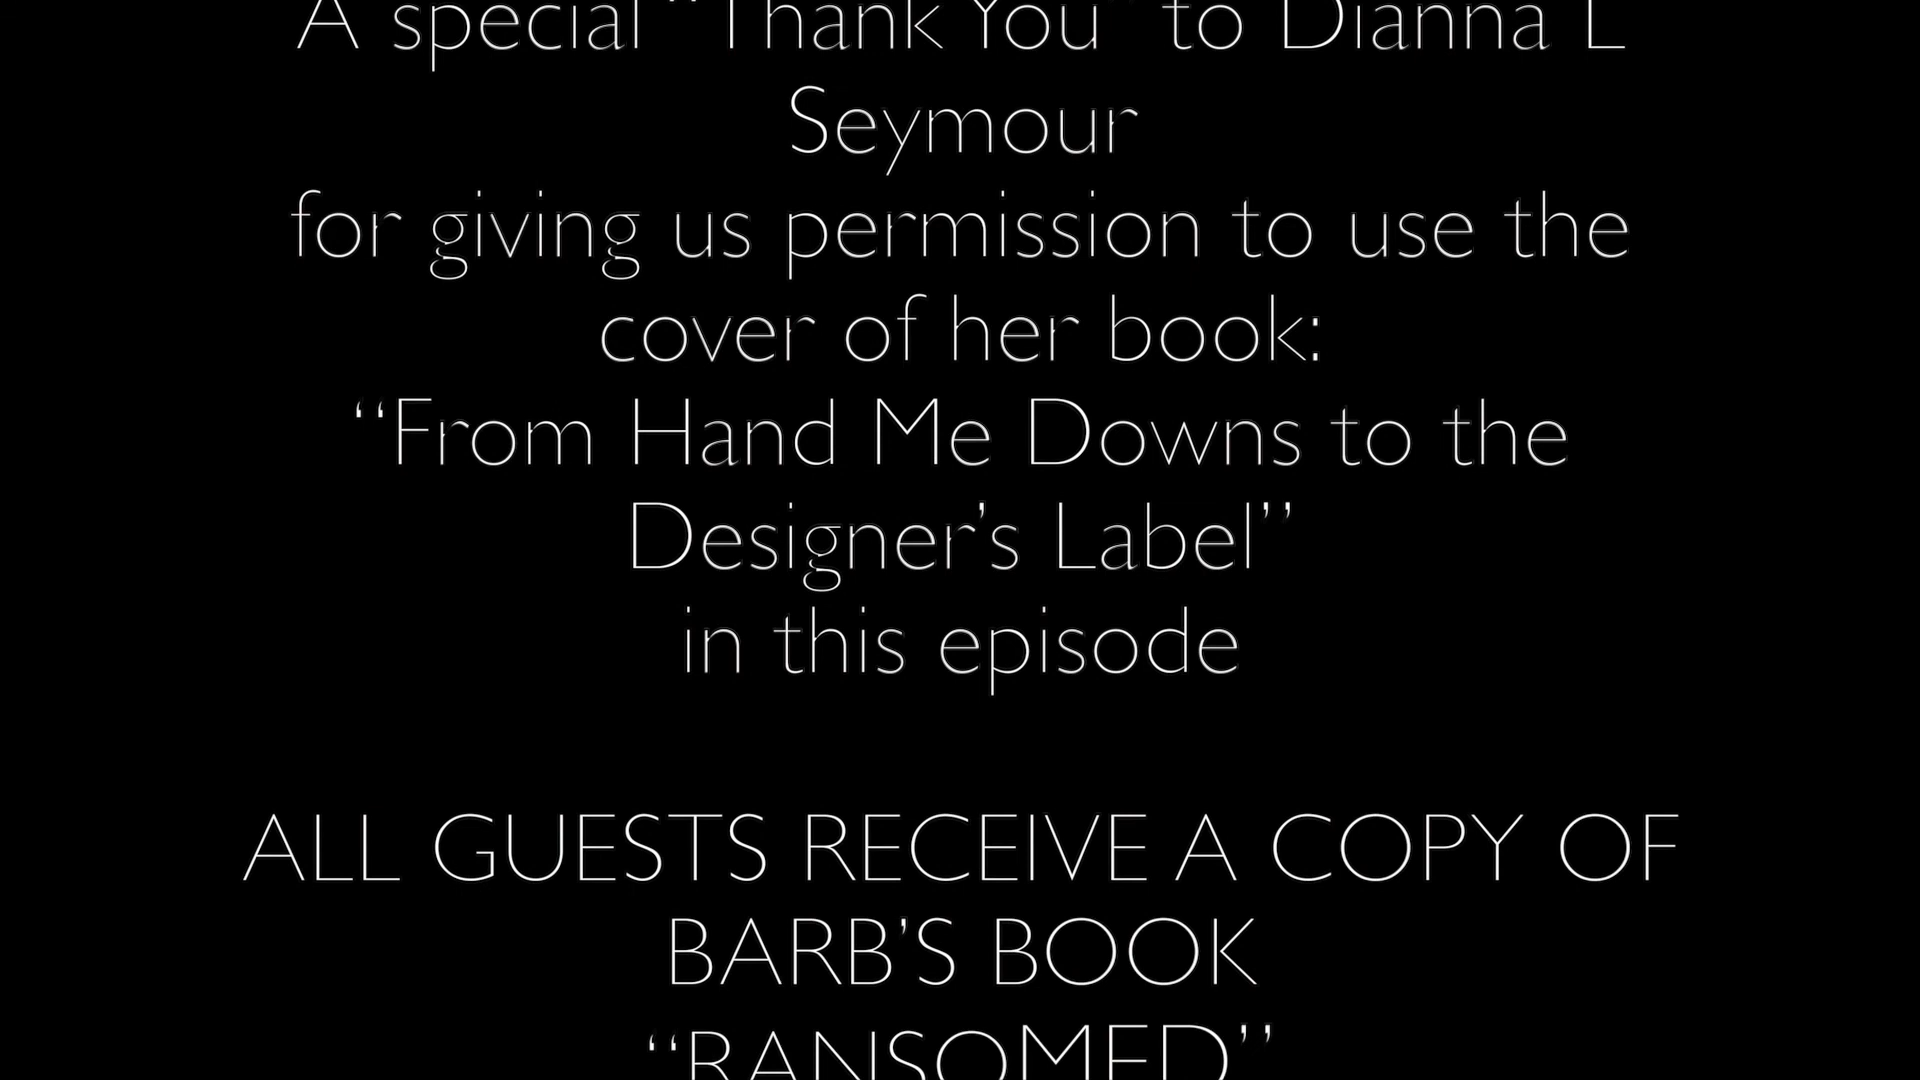 A special “Thank You” to Dianna L
Seymour
for giving us permission to use the
cover of her book:
“From Hand Me Downs to the
Designer’s Label”
in this episode
ALL GUESTS RECEIVE A COPY OF
BARB’S BOOK
“RANSOMED”